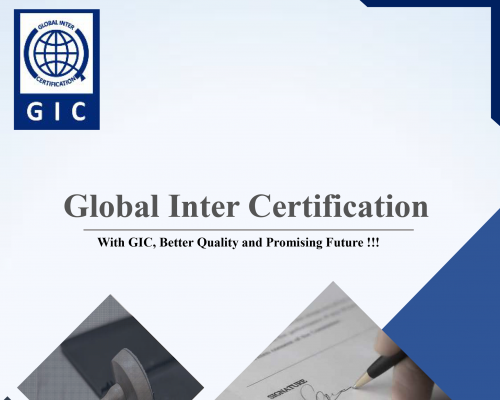 GLOBAL INTER
CERTIFICATION
GIC
Global Inter Certification
With GIC, Better Quality and Promising Future !!!
SIGNATURE